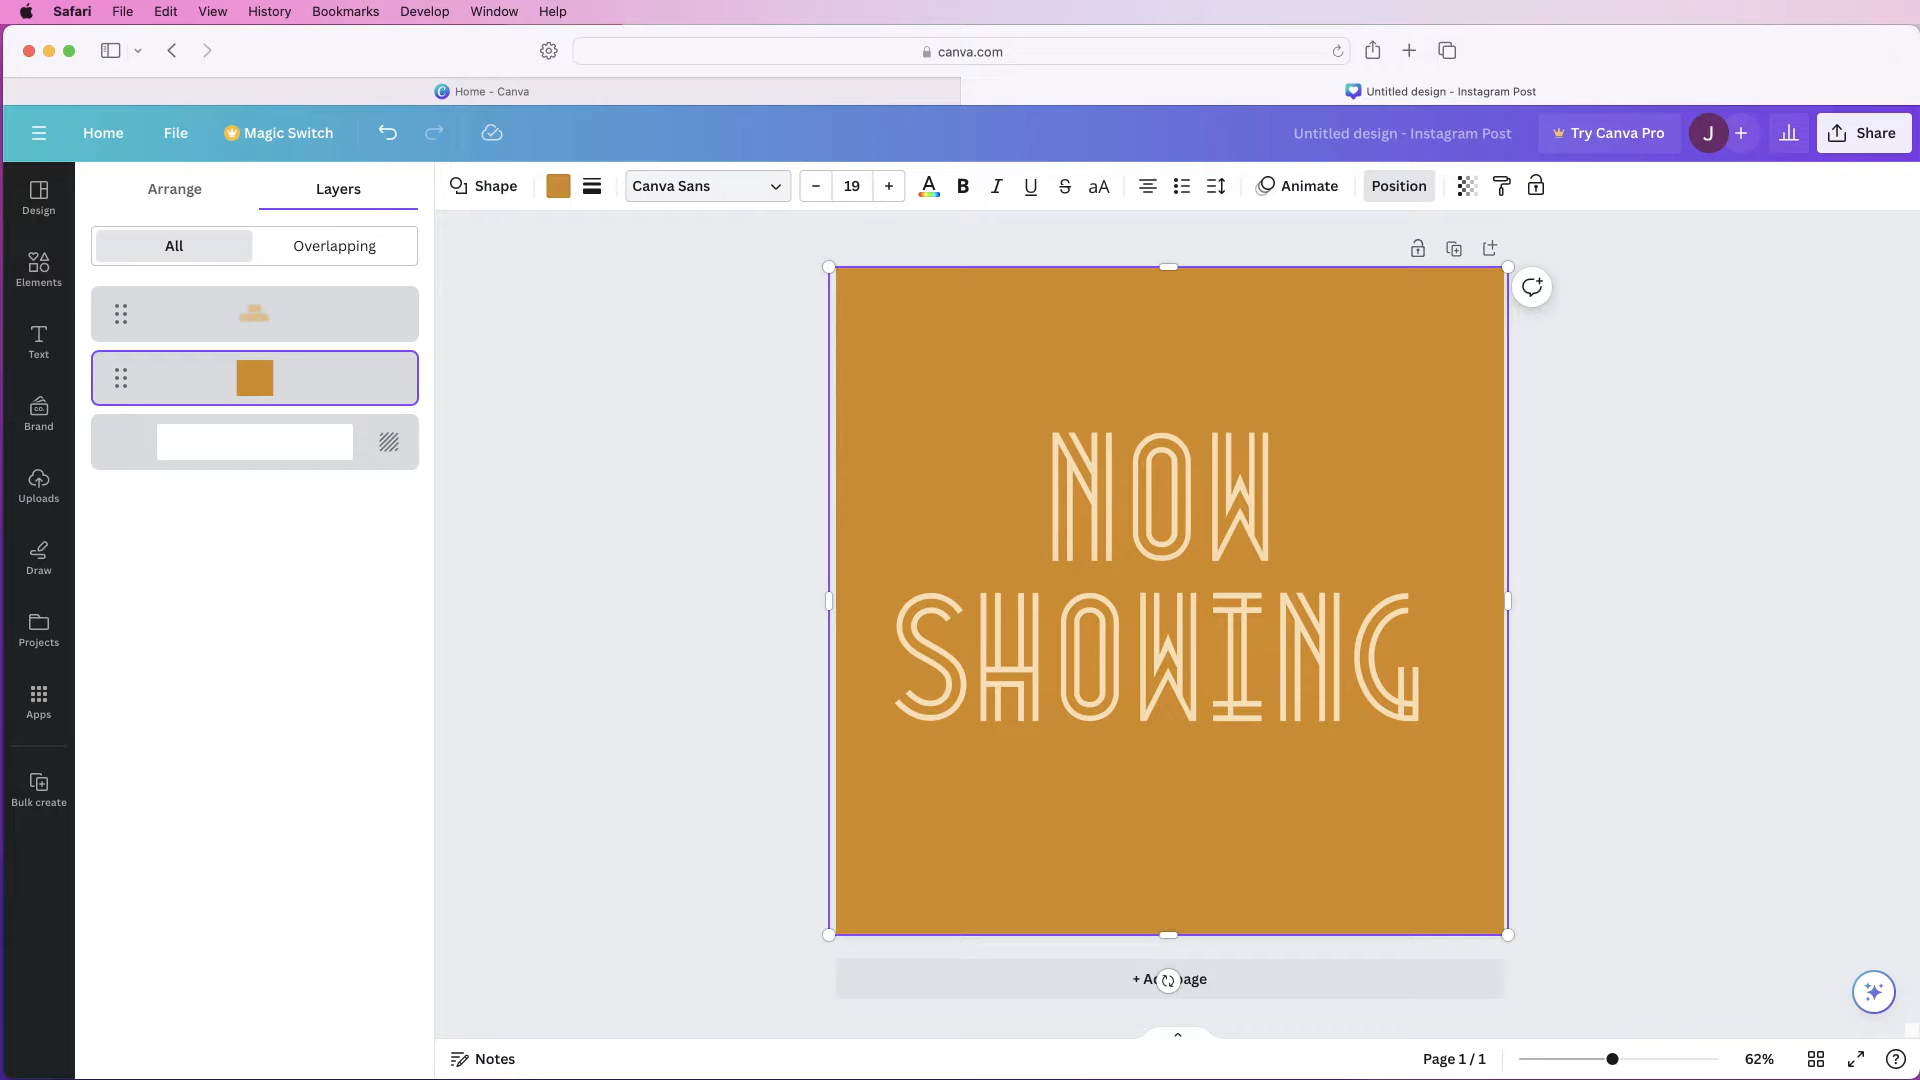 Safari File Edit View History Bookmarks Develop Window Help
canva.com
Home - Canva
Untitled design - Instagram Post
Home File Magic Switch
Untitled design - Instagram Post
Try Canva Pro
J
Share
Design
Elements
Text
Brand
Uploads
Draw
Projects
Apps
Bulk create
Arrange Layers
All Overlapping
Shape
Canva Sans
− 19 +
A B I U S aA
Animate
Position
NOW
SHOWING
Notes
Page 1 / 1
62%